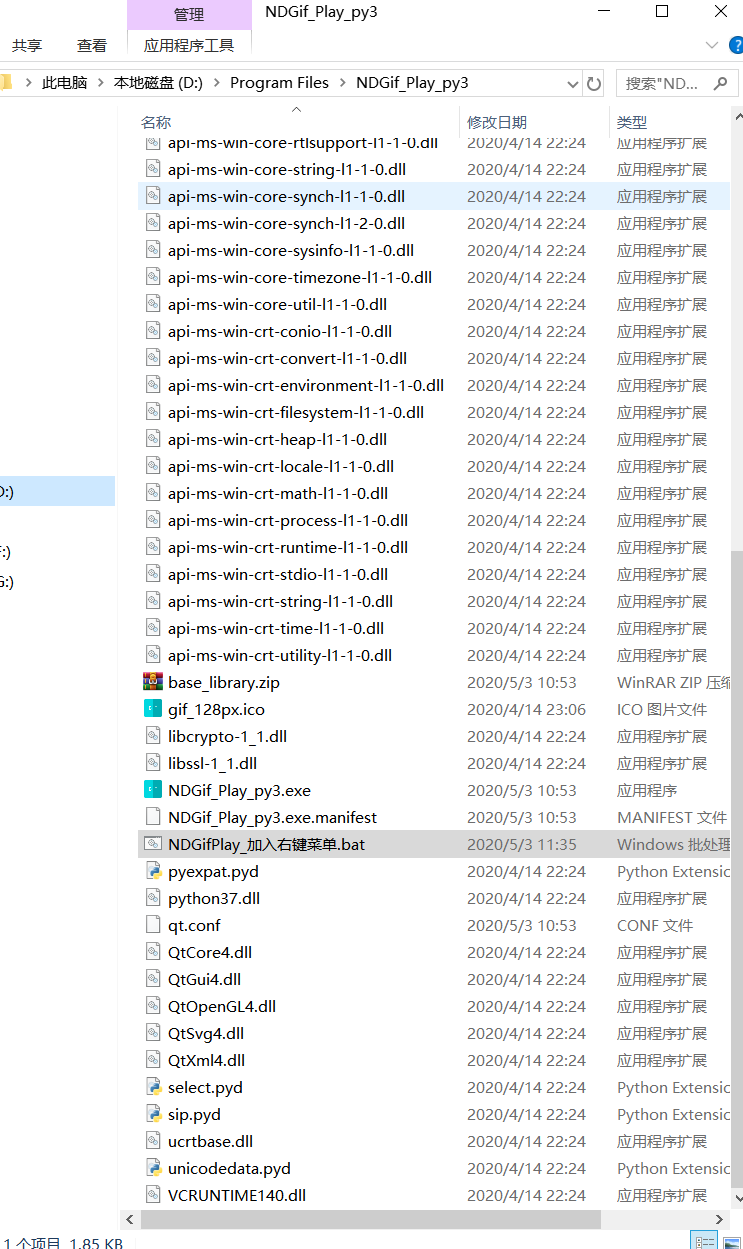 管理
NDGif_Play_py3
共享 查看 应用程序工具
此电脑 > 本地磁盘 (D:) > Program Files > NDGif_Play_py3 搜索"ND...
名称 修改日期 类型
api-ms-win-core-rtlsupport-l1-1-0.dll 2020/4/14 22:24 应用程序扩展
api-ms-win-core-string-l1-1-0.dll 2020/4/14 22:24 应用程序扩展
api-ms-win-core-synch-l1-1-0.dll 2020/4/14 22:24 应用程序扩展
api-ms-win-core-synch-l1-2-0.dll 2020/4/14 22:24 应用程序扩展
api-ms-win-core-sysinfo-l1-1-0.dll 2020/4/14 22:24 应用程序扩展
api-ms-win-core-timezone-l1-1-0.dll 2020/4/14 22:24 应用程序扩展
api-ms-win-core-util-l1-1-0.dll 2020/4/14 22:24 应用程序扩展
api-ms-win-crt-conio-l1-1-0.dll 2020/4/14 22:24 应用程序扩展
api-ms-win-crt-convert-l1-1-0.dll 2020/4/14 22:24 应用程序扩展
api-ms-win-crt-environment-l1-1-0.dll 2020/4/14 22:24 应用程序扩展
api-ms-win-crt-filesystem-l1-1-0.dll 2020/4/14 22:24 应用程序扩展
api-ms-win-crt-heap-l1-1-0.dll 2020/4/14 22:24 应用程序扩展
api-ms-win-crt-locale-l1-1-0.dll 2020/4/14 22:24 应用程序扩展
D:)
api-ms-win-crt-math-l1-1-0.dll 2020/4/14 22:24 应用程序扩展
api-ms-win-crt-process-l1-1-0.dll 2020/4/14 22:24 应用程序扩展
api-ms-win-crt-runtime-l1-1-0.dll 2020/4/14 22:24 应用程序扩展
F:)
api-ms-win-crt-stdio-l1-1-0.dll 2020/4/14 22:24 应用程序扩展
G:)
api-ms-win-crt-string-l1-1-0.dll 2020/4/14 22:24 应用程序扩展
api-ms-win-crt-time-l1-1-0.dll 2020/4/14 22:24 应用程序扩展
api-ms-win-crt-utility-l1-1-0.dll 2020/4/14 22:24 应用程序扩展
base_library.zip 2020/5/3 10:53 WinRAR ZIP 压缩
gif_128px.ico 2020/4/14 23:06 ICO 图片文件
libcrypto-1_1.dll 2020/4/14 22:24 应用程序扩展
libssl-1_1.dll 2020/4/14 22:24 应用程序扩展
NDGif_Play_py3.exe 2020/5/3 10:53 应用程序
NDGif_Play_py3.exe.manifest 2020/5/3 10:53 MANIFEST 文件
NDGifPlay_加入右键菜单.bat 2020/5/3 11:35 Windows 批处理
pyexpat.pyd 2020/4/14 22:24 Python Extensio
python37.dll 2020/4/14 22:24 应用程序扩展
qt.conf 2020/5/3 10:53 CONF 文件
QtCore4.dll 2020/4/14 22:24 应用程序扩展
QtGui4.dll 2020/4/14 22:24 应用程序扩展
QtOpenGL4.dll 2020/4/14 22:24 应用程序扩展
QtSvg4.dll 2020/4/14 22:24 应用程序扩展
QtXml4.dll 2020/4/14 22:24 应用程序扩展
select.pyd 2020/4/14 22:24 Python Extensio
sip.pyd 2020/4/14 22:24 Python Extensio
ucrtbase.dll 2020/4/14 22:24 应用程序扩展
unicodedata.pyd 2020/4/14 22:24 Python Extensio
VCRUNTIME140.dll 2020/4/14 22:24 应用程序扩展
1 个项目 1.85 KB